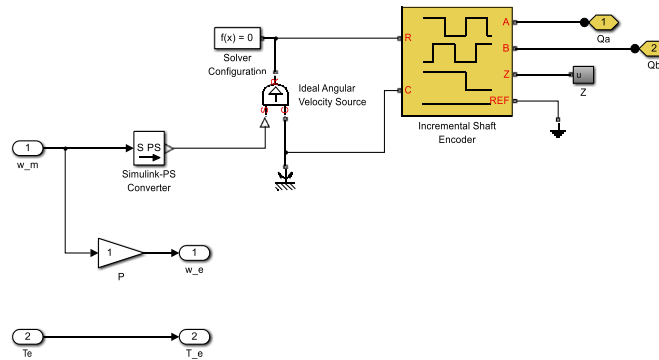 f(x) = 0
Solver
Configuration
R
C
A
B
Z
REF
1
Qa
2
Qb
u
Z
R
S
C
Ideal Angular
Velocity Source
Incremental Shaft
Encoder
1
w_m
S PS
Simulink-PS
Converter
1
P
1
w_e
2
Te
2
T_e